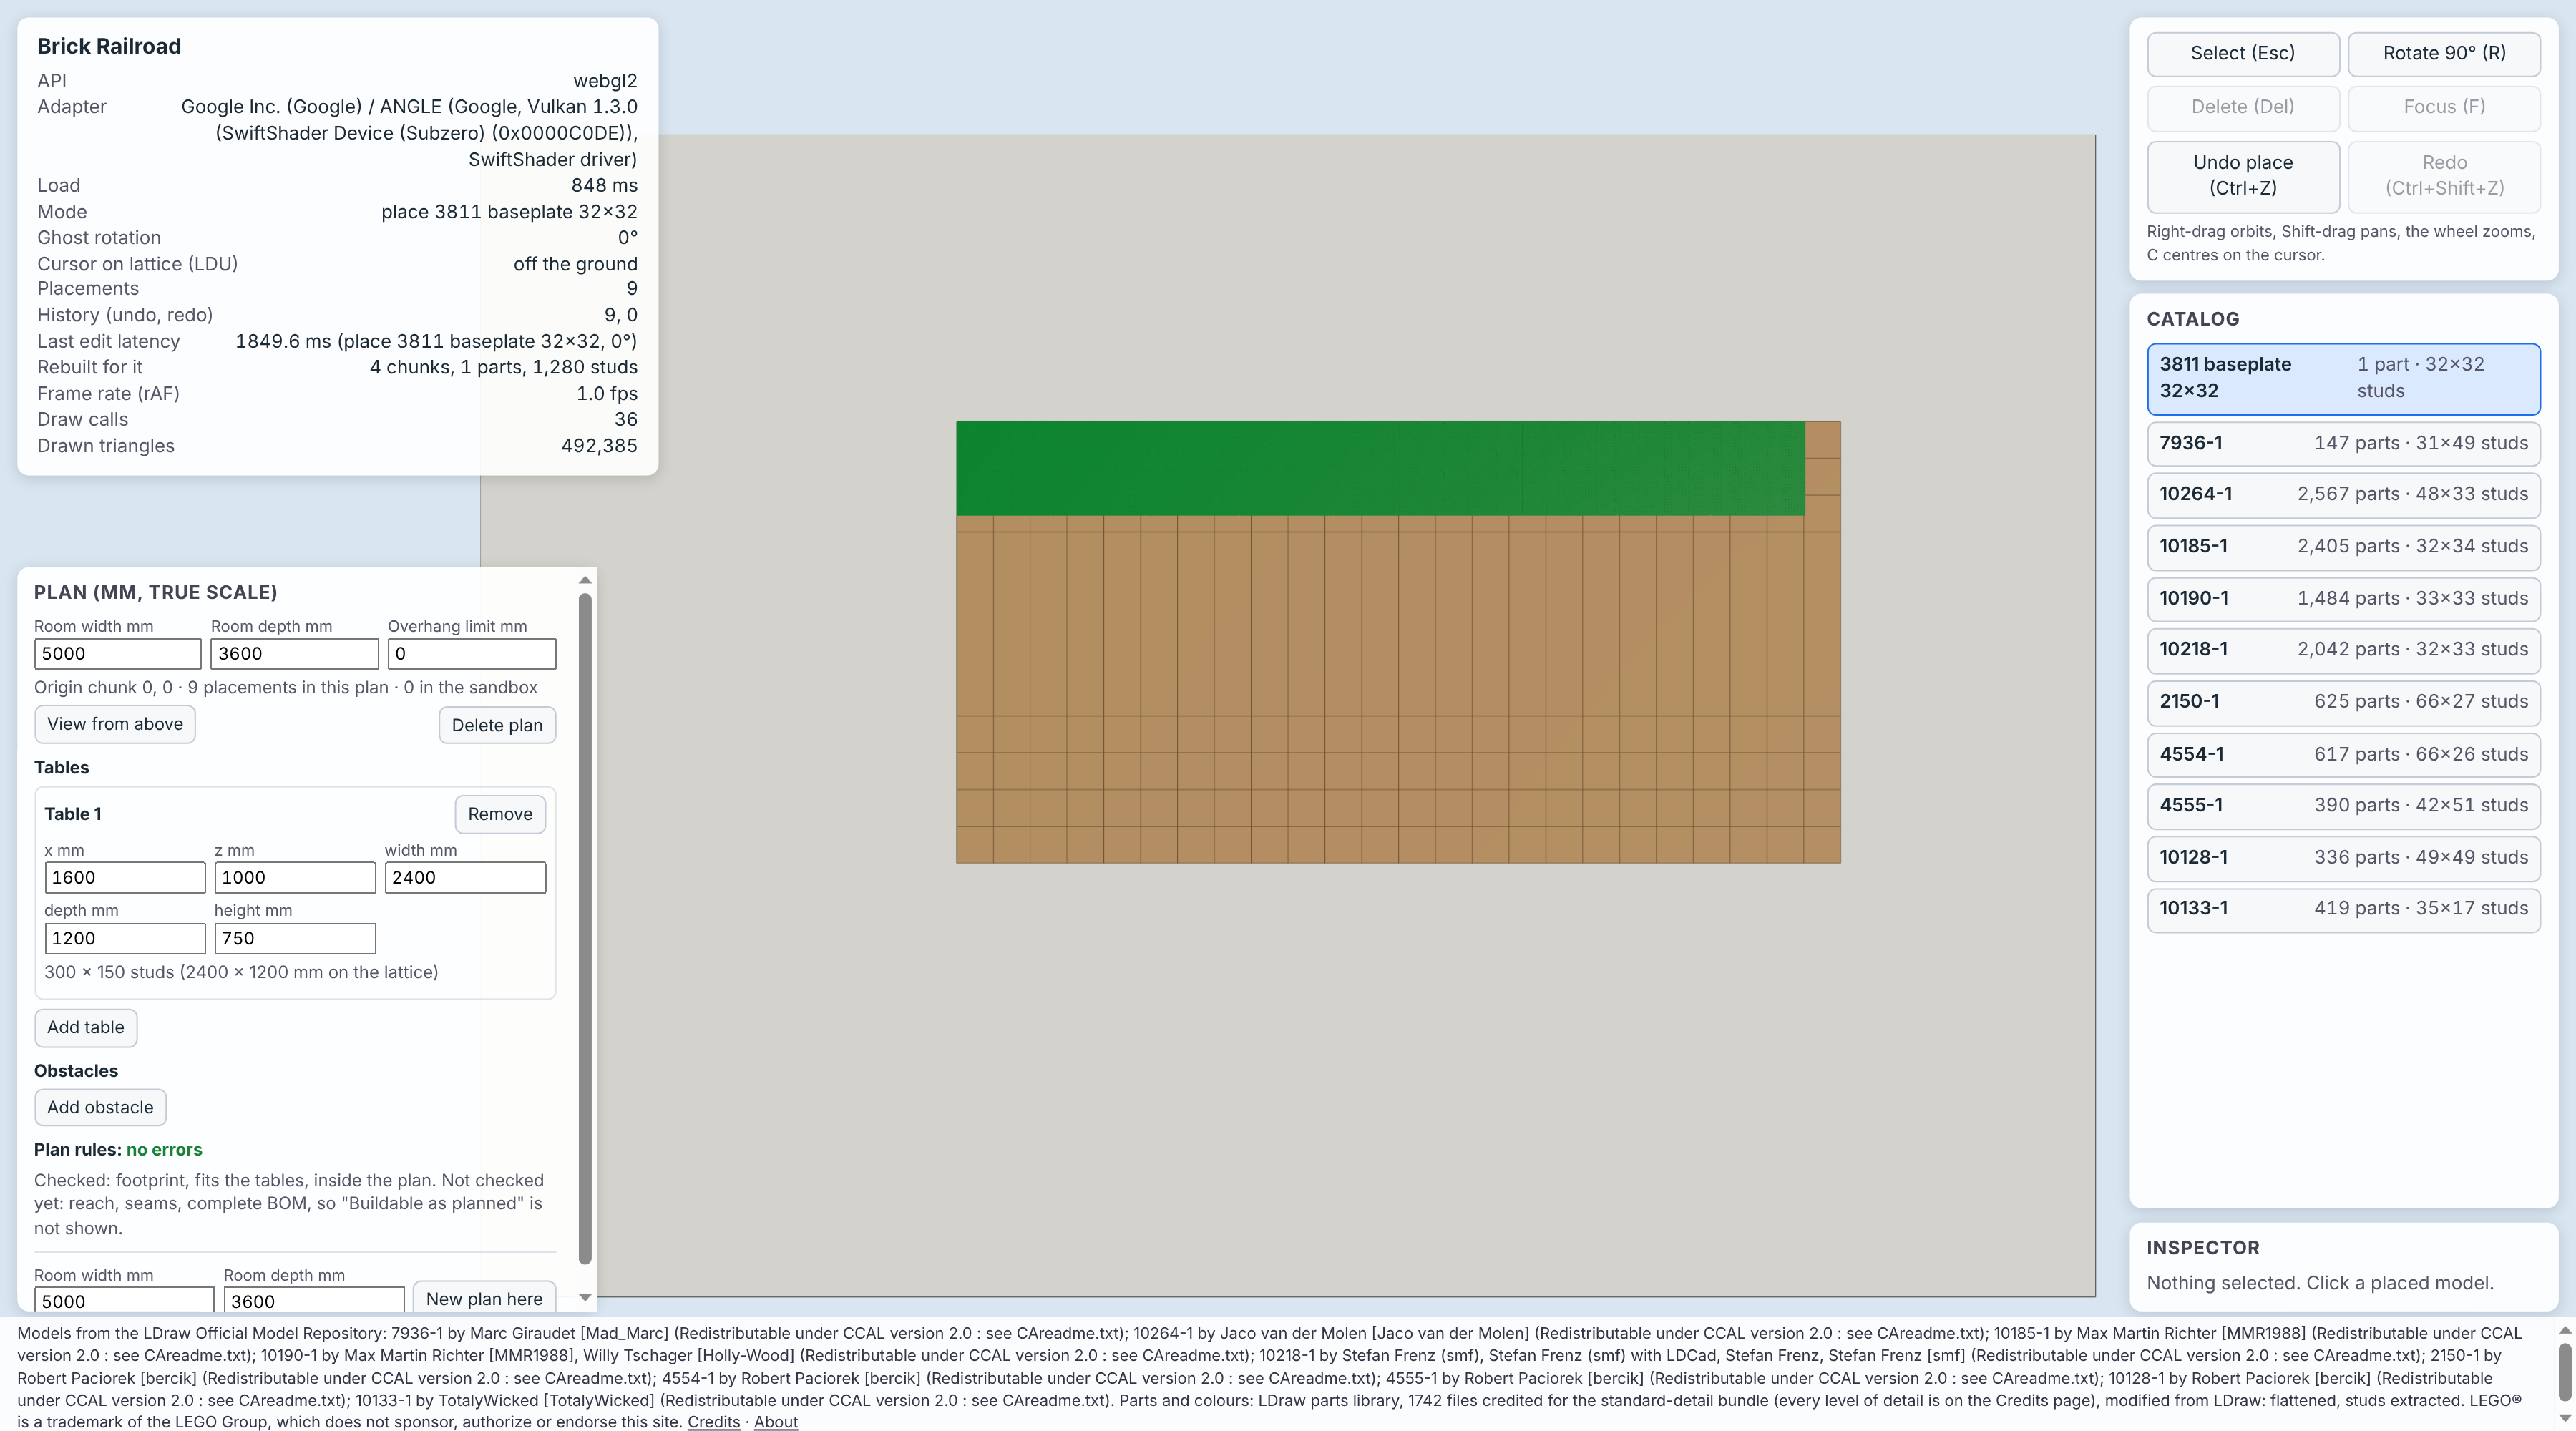 Brick Railroad
API webgl2
Adapter Google Inc. (Google) / ANGLE (Google, Vulkan 1.3.0
(SwiftShader Device (Subzero) (0x0000C0DE)),
SwiftShader driver)
Load 848 ms
Mode place 3811 baseplate 32×32
Ghost rotation 0°
Cursor on lattice (LDU) off the ground
Placements 9
History (undo, redo) 9, 0
Last edit latency 1849.6 ms (place 3811 baseplate 32×32, 0°)
Rebuilt for it 4 chunks, 1 parts, 1,280 studs
Frame rate (rAF) 1.0 fps
Draw calls 36
Drawn triangles 492,385
PLAN (MM, TRUE SCALE)
Room width mm Room depth mm Overhang limit mm
5000 3600 0
Origin chunk 0, 0 · 9 placements in this plan · 0 in the sandbox
View from above Delete plan
Tables
Table 1 Remove
x mm z mm width mm
1600 1000 2400
depth mm height mm
1200 750
300 × 150 studs (2400 × 1200 mm on the lattice)
Add table
Obstacles
Add obstacle
Plan rules: no errors
Checked: footprint, fits the tables, inside the plan. Not checked
yet: reach, seams, complete BOM, so "Buildable as planned" is
not shown.
Room width mm Room depth mm
5000 3600 New plan here
Select (Esc) Rotate 90° (R)
Delete (Del) Focus (F)
Undo place
(Ctrl+Z)
Redo
(Ctrl+Shift+Z)
Right-drag orbits, Shift-drag pans, the wheel zooms,
C centres on the cursor.
CATALOG
3811 baseplate
32×32
1 part · 32×32
studs
7936-1 147 parts · 31×49 studs
10264-1 2,567 parts · 48×33 studs
10185-1 2,405 parts · 32×34 studs
10190-1 1,484 parts · 33×33 studs
10218-1 2,042 parts · 32×33 studs
2150-1 625 parts · 66×27 studs
4554-1 617 parts · 66×26 studs
4555-1 390 parts · 42×51 studs
10128-1 336 parts · 49×49 studs
10133-1 419 parts · 35×17 studs
INSPECTOR
Nothing selected. Click a placed model.
Models from the LDraw Official Model Repository: 7936-1 by Marc Giraudet [Mad_Marc] (Redistributable under CCAL version 2.0 : see CAreadme.txt); 10264-1 by Jaco van der Molen [Jaco van der Molen] (Redistributable under CCAL version 2.0 : see CAreadme.txt); 10185-1 by Max Martin Richter [MMR1988] (Redistributable under CCAL
version 2.0 : see CAreadme.txt); 10190-1 by Max Martin Richter [MMR1988], Willy Tschager [Holly-Wood] (Redistributable under CCAL version 2.0 : see CAreadme.txt); 10218-1 by Stefan Frenz (smf), Stefan Frenz (smf) with LDCad, Stefan Frenz, Stefan Frenz [smf] (Redistributable under CCAL version 2.0 : see CAreadme.txt); 2150-1 by
Robert Paciorek [bercik] (Redistributable under CCAL version 2.0 : see CAreadme.txt); 4554-1 by Robert Paciorek [bercik] (Redistributable under CCAL version 2.0 : see CAreadme.txt); 4555-1 by Robert Paciorek [bercik] (Redistributable under CCAL version 2.0 : see CAreadme.txt); 10128-1 by Robert Paciorek [bercik] (Redistributable
under CCAL version 2.0 : see CAreadme.txt); 10133-1 by TotalyWicked [TotalyWicked] (Redistributable under CCAL version 2.0 : see CAreadme.txt). Parts and colours: LDraw parts library, 1742 files credited for the standard-detail bundle (every level of detail is on the Credits page), modified from LDraw: flattened, studs extracted. LEGO®
is a trademark of the LEGO Group, which does not sponsor, authorize or endorse this site. Credits · About